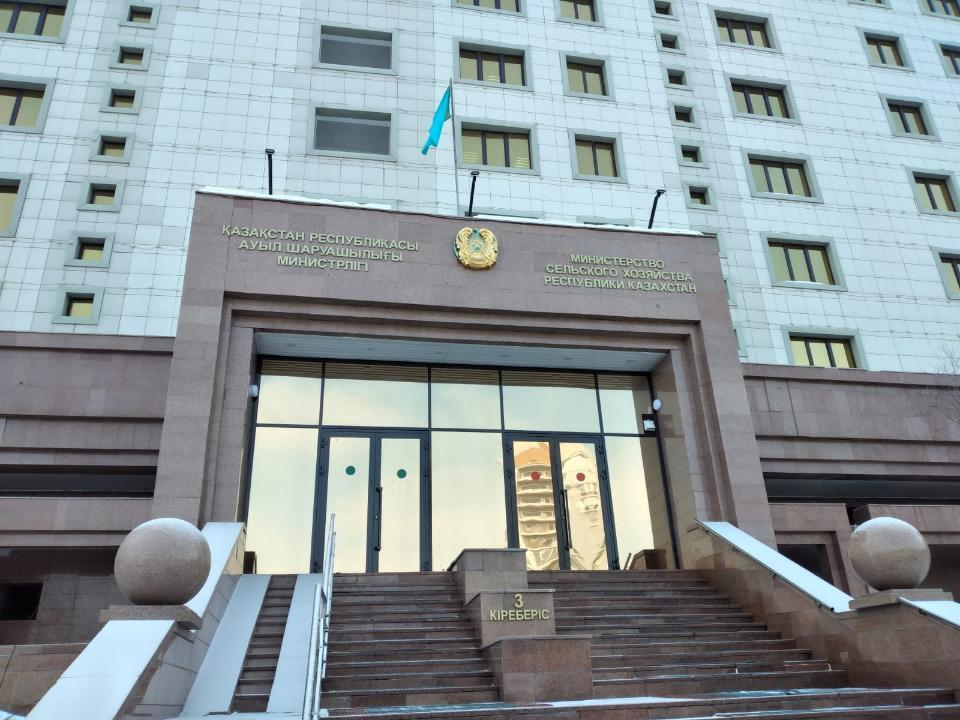 ҚАЗАҚСТАН РЕСПУБЛИКАСЫ
АУЫЛ ШАРУАШЫЛЫҒЫ
МИНИСТРЛІГІ
МИНИСТЕРСТВО
СЕЛЬСКОГО ХОЗЯЙСТВА
РЕСПУБЛИКИ КАЗАХСТАН
3
КІРЕБЕРІС